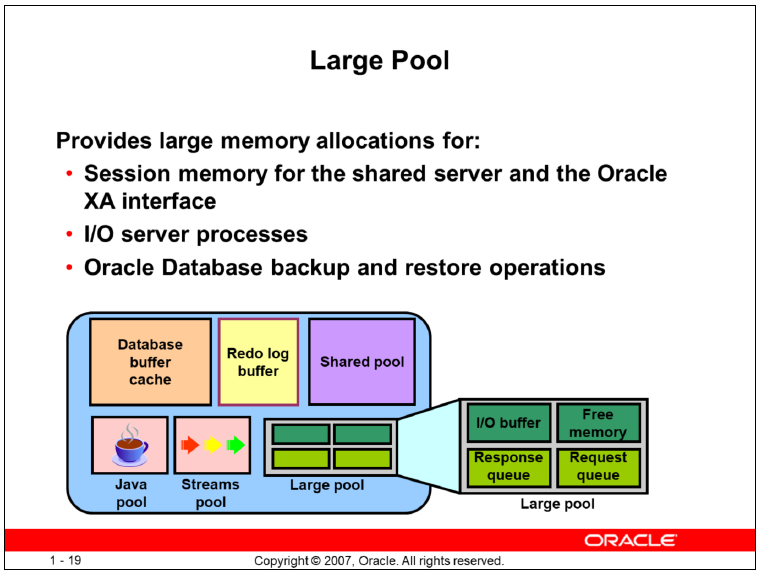 Large Pool
Provides large memory allocations for:
• Session memory for the shared server and the Oracle
XA interface
• I/O server processes
• Oracle Database backup and restore operations
Database
buffer
cache
Redo log
buffer
Shared pool
Java
pool
Streams
pool
Large pool
I/O buffer
Free
memory
Response
queue
Request
queue
Large pool
ORACLE
1 - 19
Copyright © 2007, Oracle. All rights reserved.